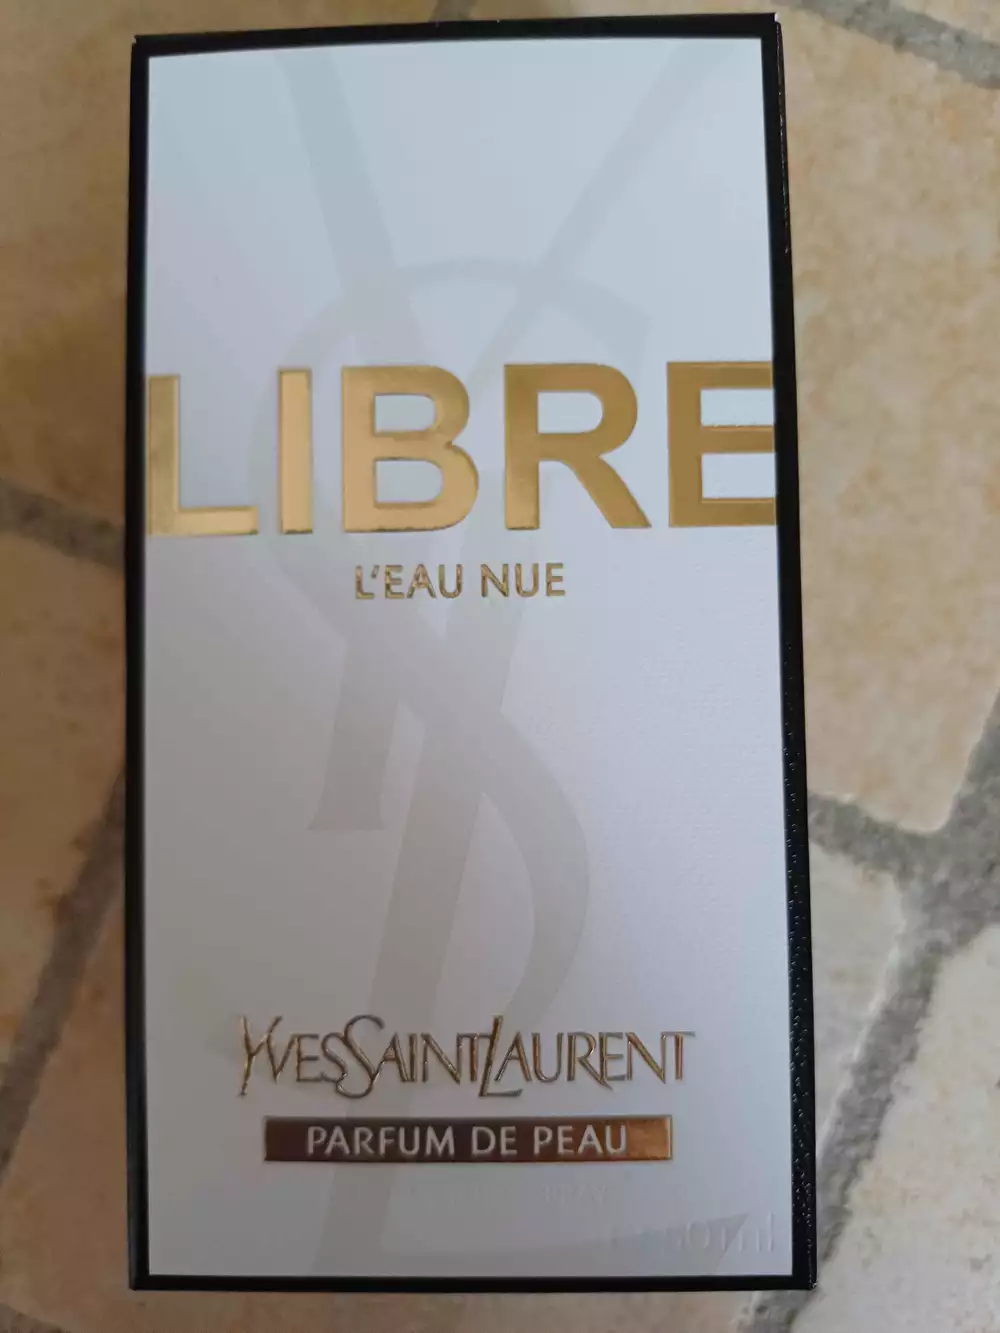 LIBRE
L'EAU NUE
YVESSAINTLAURENT
PARFUM DE PEAU